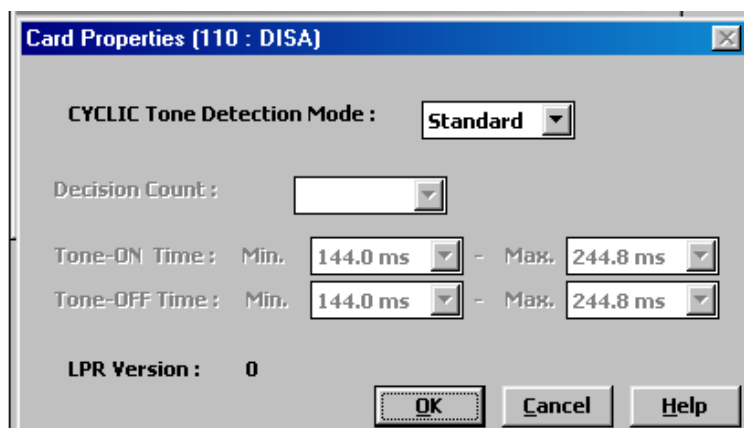 Card Properties (110 : DISA)
CYCLIC Tone Detection Mode : Standard
Decision Count :
Tone-ON Time : Min. 144.0 ms - Max. 244.8 ms
Tone-OFF Time : Min. 144.0 ms - Max. 244.8 ms
LPR Version : 0
OK Cancel Help